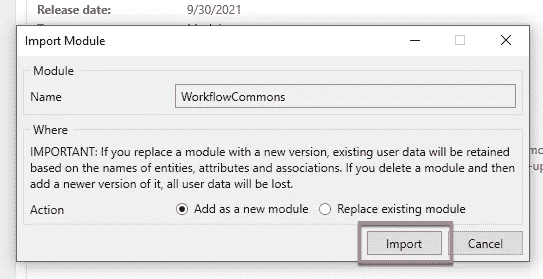 Release date: 9/30/2021
Import Module
Module
Name WorkflowCommons
Where
IMPORTANT: If you replace a module with a new version, existing user data will be retained
based on the names of entities, attributes and associations. If you delete a module and then
add a newer version of it, all user data will be lost.
Action Add as a new module Replace existing module
Import Cancel